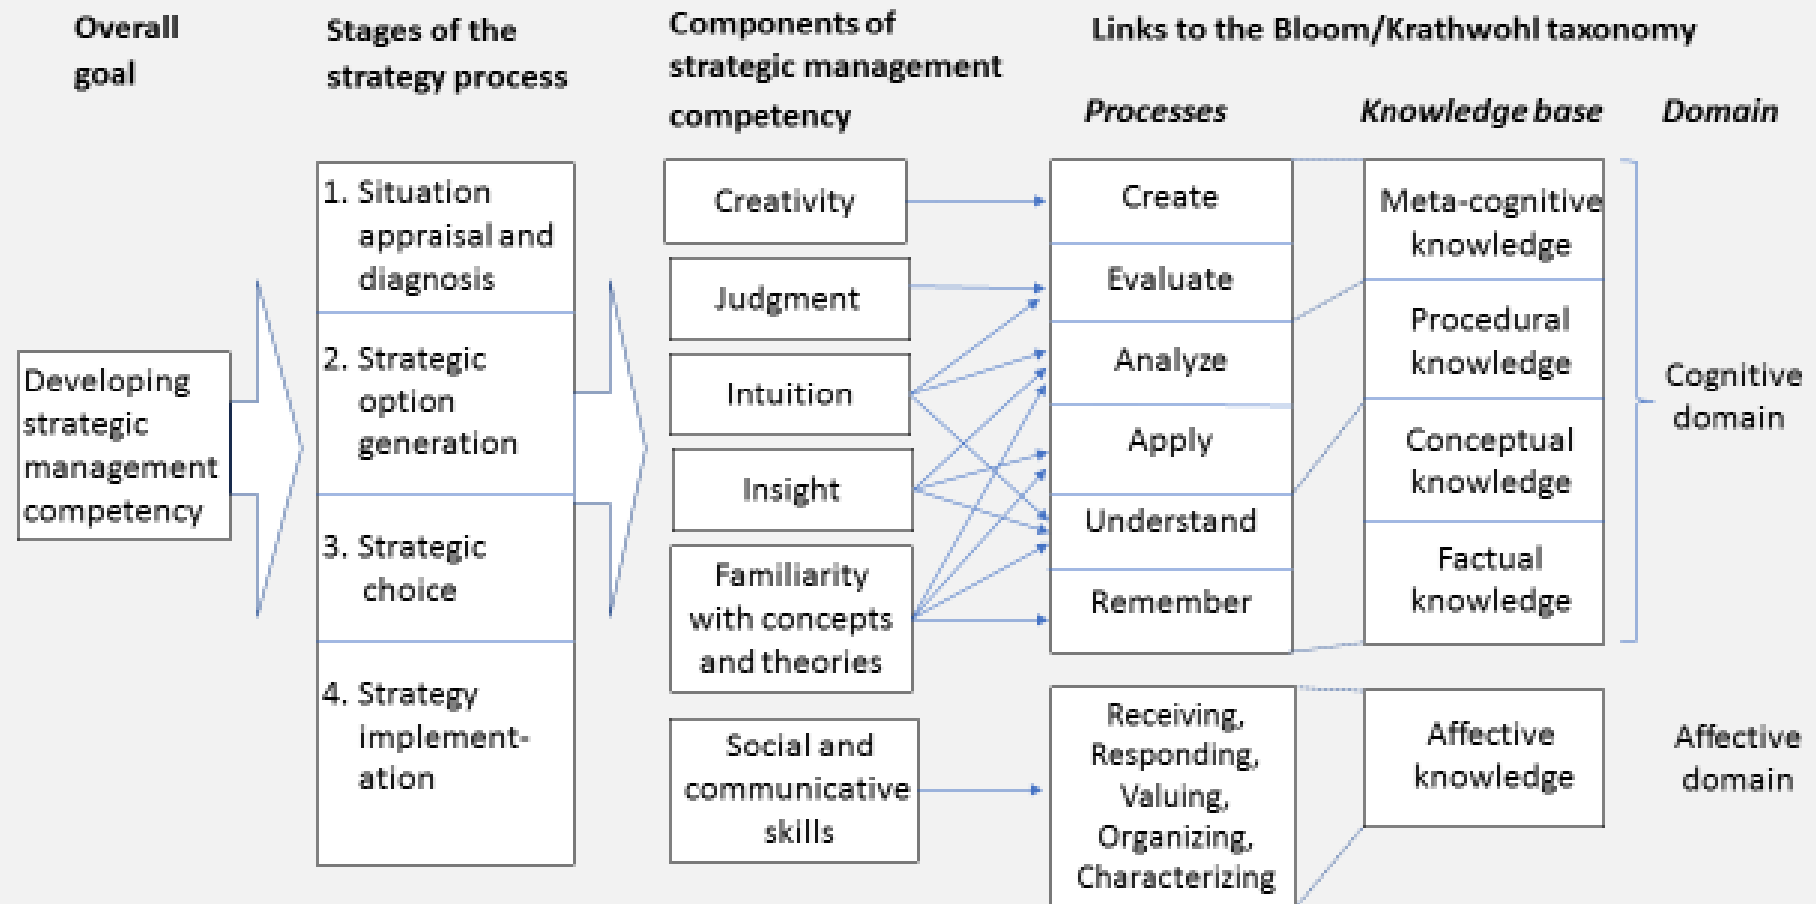 Overall
goal
Stages of the
strategy process
Components of
strategic management
competency
Links to the Bloom/Krathwohl taxonomy
Processes
Knowledge base
Domain
Developing
strategic
management
competency
1. Situation
appraisal and
diagnosis
2. Strategic
option
generation
3. Strategic
choice
4. Strategy
implement-
ation
Creativity
Judgment
Intuition
Insight
Familiarity
with concepts
and theories
Social and
communicative
skills
Create
Evaluate
Analyze
Apply
Understand
Remember
Receiving,
Responding,
Valuing,
Organizing,
Characterizing
Meta-cognitive
knowledge
Procedural
knowledge
Conceptual
knowledge
Factual
knowledge
Affective
knowledge
Cognitive
domain
Affective
domain